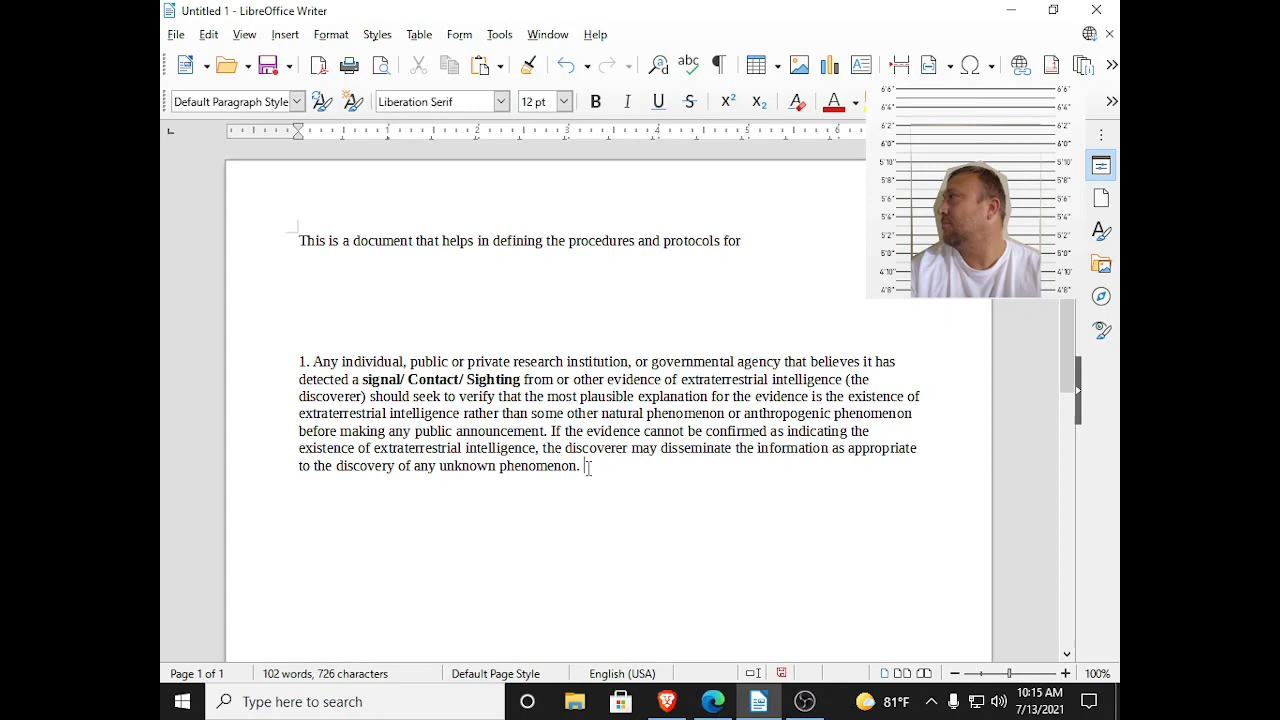 Untitled 1 - LibreOffice Writer
File Edit View Insert Format Styles Table Form Tools Window Help
Default Paragraph Style Liberation Serif 12 pt
1 2 3 4 5 6
6'6" 6'6"
6'4" 6'4"
6'2" 6'2"
6'0" 6'0"
5'10" 5'10"
5'8" 5'8"
5'6" 5'6"
5'4" 5'4"
5'2" 5'2"
5'0" 5'0"
4'10" 4'10"
4'8" 4'8"
This is a document that helps in defining the procedures and protocols for
1. Any individual, public or private research institution, or governmental agency that believes it has
detected a signal/ Contact/ Sighting from or other evidence of extraterrestrial intelligence (the
discoverer) should seek to verify that the most plausible explanation for the evidence is the existence of
extraterrestrial intelligence rather than some other natural phenomenon or anthropogenic phenomenon
before making any public announcement. If the evidence cannot be confirmed as indicating the
existence of extraterrestrial intelligence, the discoverer may disseminate the information as appropriate
to the discovery of any unknown phenomenon.
Page 1 of 1 102 words, 726 characters Default Page Style English (USA) 100%
Type here to search 81°F 10:15 AM
7/13/2021